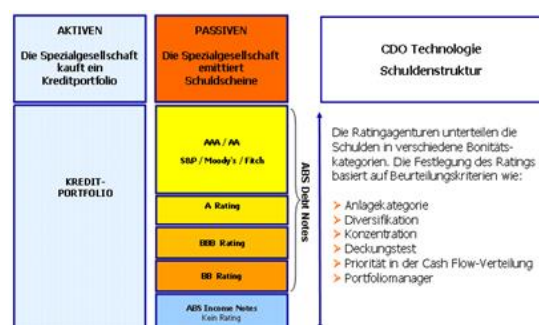 AKTIVEN
Die Spezialgesellschaft
kauft ein
Kreditportfolio
PASSIVEN
Die Spezialgesellschaft
emittiert
Schuldscheine
CDO Technologie
Schuldenstruktur
KREDIT-
PORTFOLIO
AAA / AA
S&P / Moody's / Fitch
A Rating
BBB Rating
BB Rating
ABS Income Notes
Kein Rating
ABS Debt Notes
Die Ratingagenturen unterteilen die
Schulden in verschiedene Bonitäts-
kategorien. Die Festlegung des Ratings
basiert auf Beurteilungskriterien wie:
➤ Anlagekategorie
➤ Diversifikation
➤ Konzentration
➤ Deckungstest
➤ Priorität in der Cash Flow-Verteilung
➤ Portfoliomanager